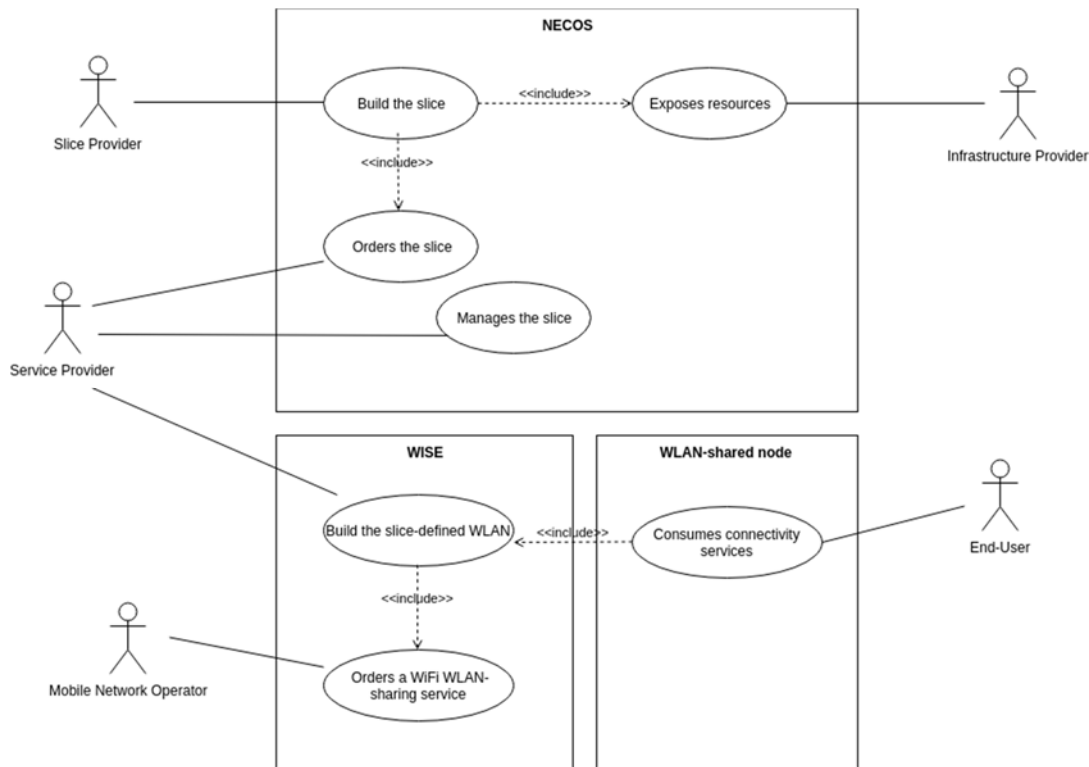 NECOS
Build the slice
<<include>>
Exposes resources
Slice Provider
Infrastructure Provider
<<include>>
Orders the slice
Manages the slice
Service Provider
WISE
WLAN-shared node
Build the slice-defined WLAN
<<include>>
Consumes connectivity
services
End-User
<<include>>
Orders a WiFi WLAN-
sharing service
Mobile Network Operator